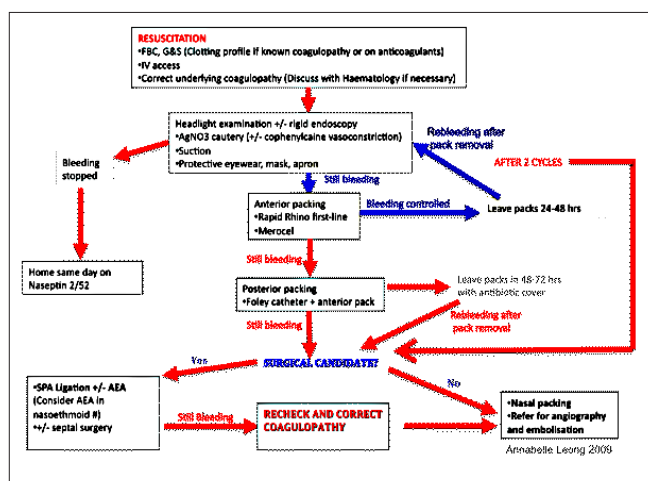 RESUSCITATION
•FBC, G&S (Clotting profile if known coagulopathy or on anticoagulants)
•IV access
•Correct underlying coagulopathy (Discuss with Haematology if necessary)
Headlight examination +/- rigid endoscopy
•AgNO3 cautery (+/- cophenylcaine vasoconstriction)
•Suction
•Protective eyewear, mask, apron
Rebleeding after
pack removal
AFTER 2 CYCLES
Bleeding
stopped
Still bleeding
Anterior packing
•Rapid Rhino first-line
•Merocel
Bleeding controlled
Leave packs 24-48 hrs
Still bleeding
Home same day on
Naseptin 2/52
Posterior packing
•Foley catheter + anterior pack
Leave packs in 48-72 hrs
with antibiotic cover
Still bleeding
Rebleeding after
pack removal
SURGICAL CANDIDATE?
Yes
No
•SPA Ligation +/- AEA
(Consider AEA in
nasoethmoid #)
•+/- septal surgery
Still Bleeding
RECHECK AND CORRECT
COAGULOPATHY
•Nasal packing
•Refer for angiography
and embolisation
Annabelle Leong 2009